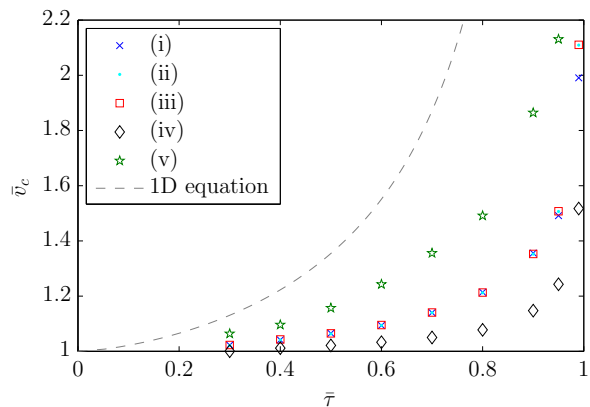 2.2
2
1.8
1.6
1.4
1.2
1
0
0.2
0.4
0.6
0.8
1
v̄_c
τ̄
(i)
(ii)
(iii)
(iv)
(v)
1D equation